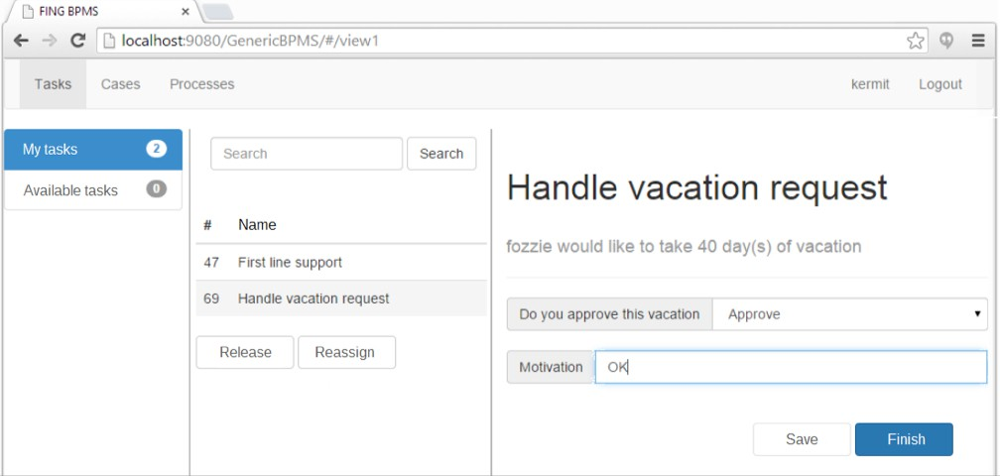 FING BPMS
localhost:9080/GenericBPMS/#/view1
Tasks Cases Processes kermit Logout
My tasks 2
Available tasks 0
Search Search
# Name
47 First line support
69 Handle vacation request
Release Reassign
Handle vacation request
fozzie would like to take 40 day(s) of vacation
Do you approve this vacation Approve
Motivation OK
Save Finish